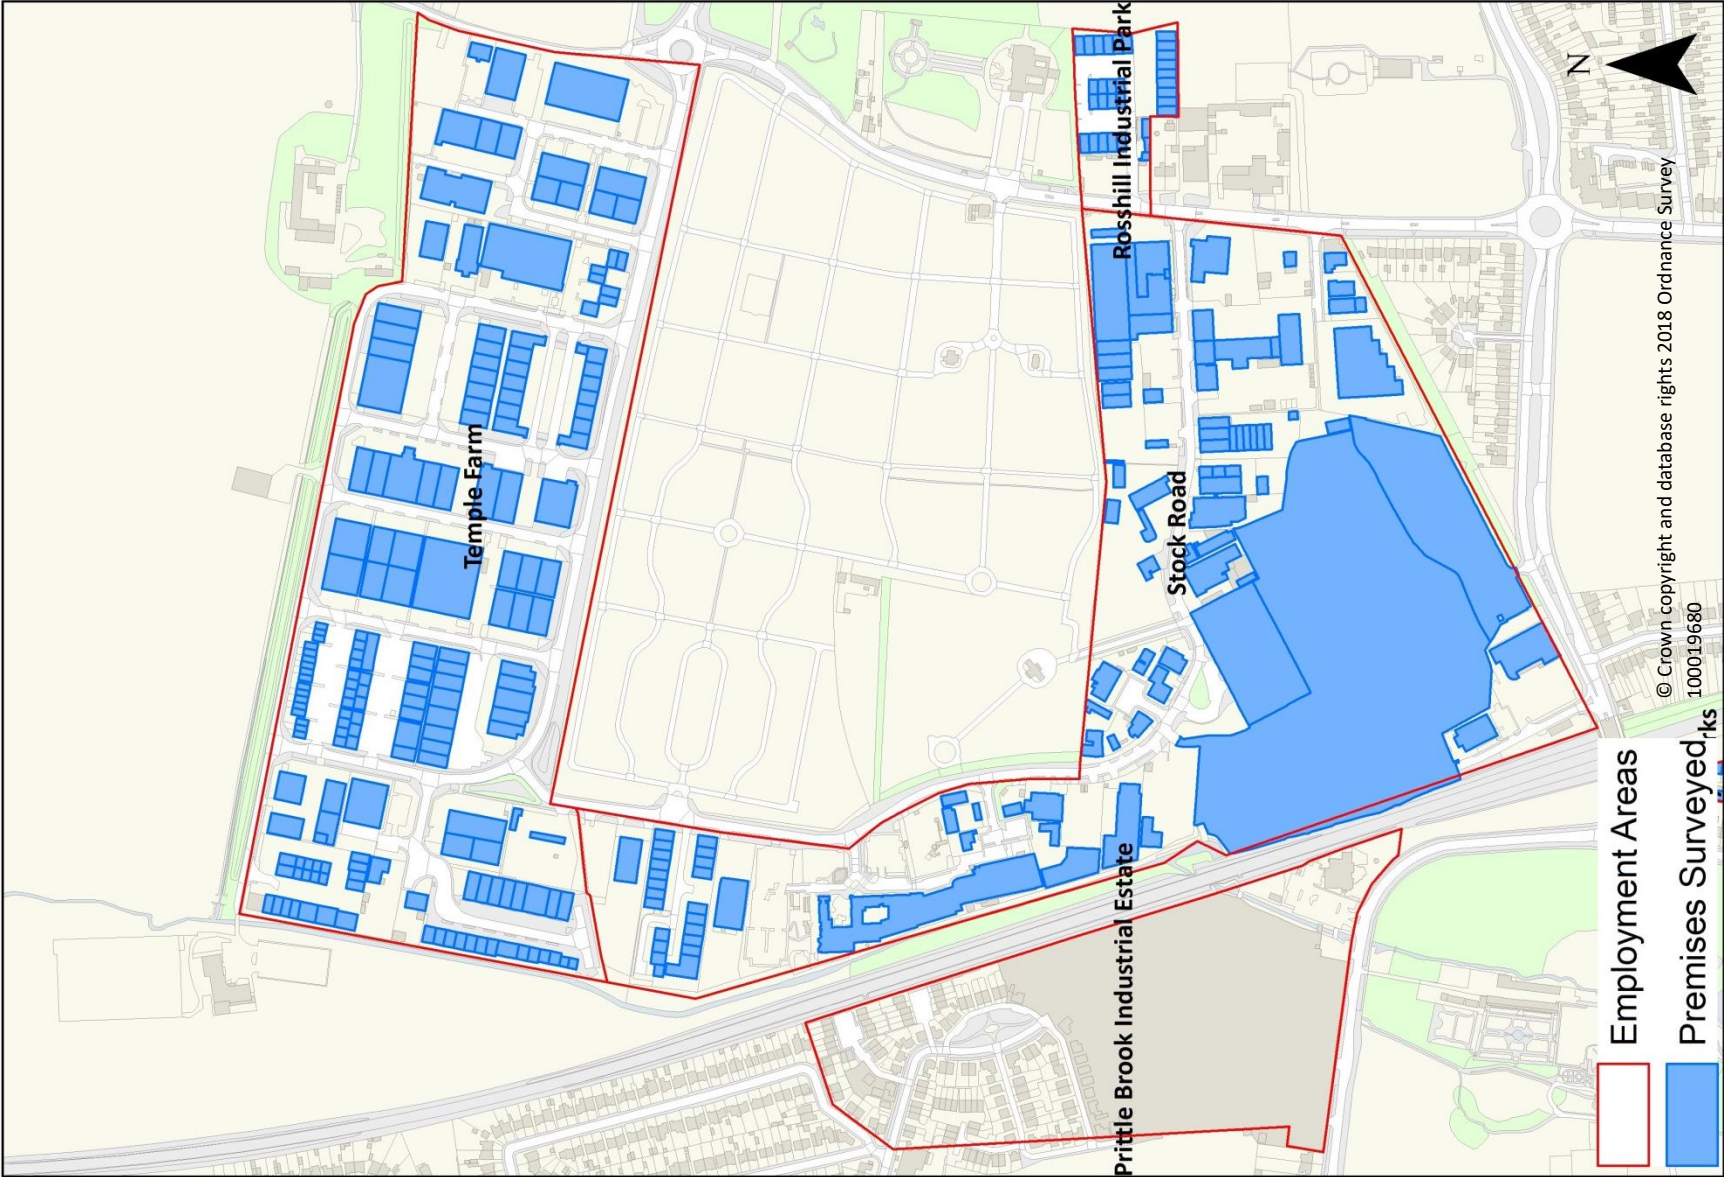 Temple Farm
Rosshill Industrial Park
Stock Road
Prittle Brook Industrial Estate
N
Employment Areas
Premises Surveyed
rks
© Crown copyright and database rights 2018 Ordnance Survey
100019680